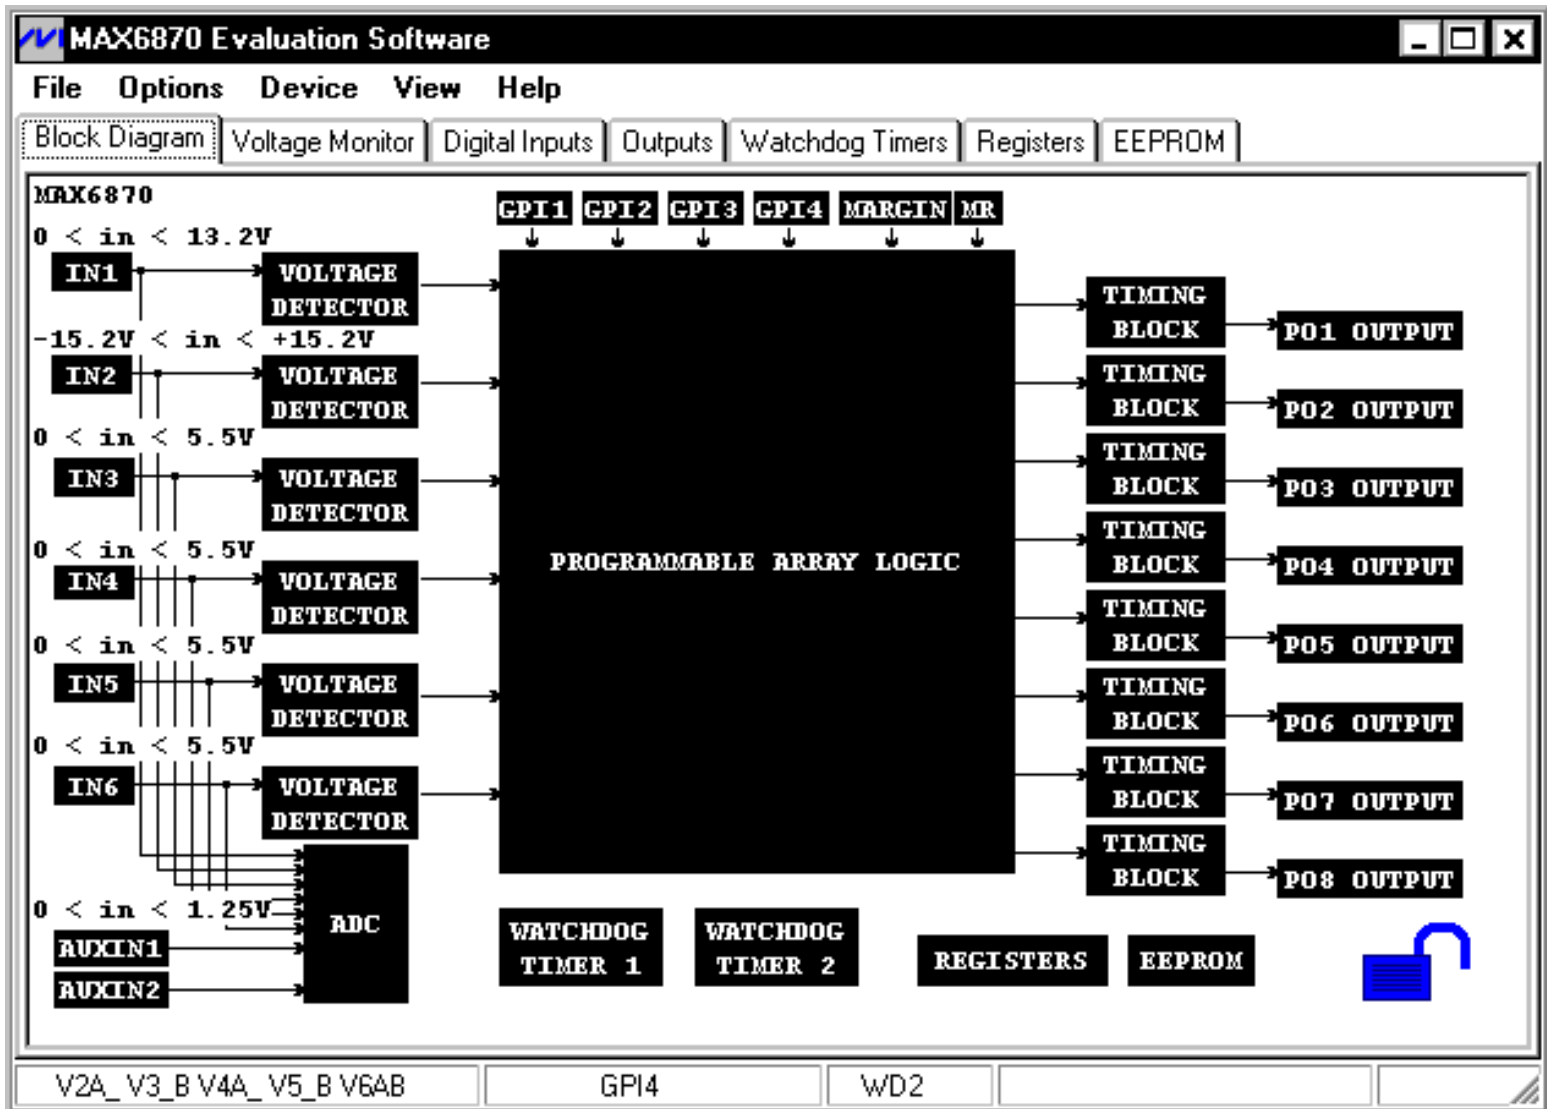 MAX6870 Evaluation Software
File Options Device View Help
Block Diagram Voltage Monitor Digital Inputs Outputs Watchdog Timers Registers EEPROM
MAX6870
GPI1 GPI2 GPI3 GPI4 MARGIN MR
0 < in < 13.2V
IN1
VOLTAGE
DETECTOR
-15.2V < in < +15.2V
IN2
VOLTAGE
DETECTOR
0 < in < 5.5V
IN3
VOLTAGE
DETECTOR
0 < in < 5.5V
IN4
VOLTAGE
DETECTOR
0 < in < 5.5V
IN5
VOLTAGE
DETECTOR
0 < in < 5.5V
IN6
VOLTAGE
DETECTOR
0 < in < 1.25V
AUXIN1
AUXIN2
ADC
PROGRAMMABLE ARRAY LOGIC
TIMING
BLOCK
PO1 OUTPUT
TIMING
BLOCK
PO2 OUTPUT
TIMING
BLOCK
PO3 OUTPUT
TIMING
BLOCK
PO4 OUTPUT
TIMING
BLOCK
PO5 OUTPUT
TIMING
BLOCK
PO6 OUTPUT
TIMING
BLOCK
PO7 OUTPUT
TIMING
BLOCK
PO8 OUTPUT
WATCHDOG
TIMER 1
WATCHDOG
TIMER 2
REGISTERS
EEPROM
V2A_ V3_B V4A_ V5_B V6AB
GPI4
WD2